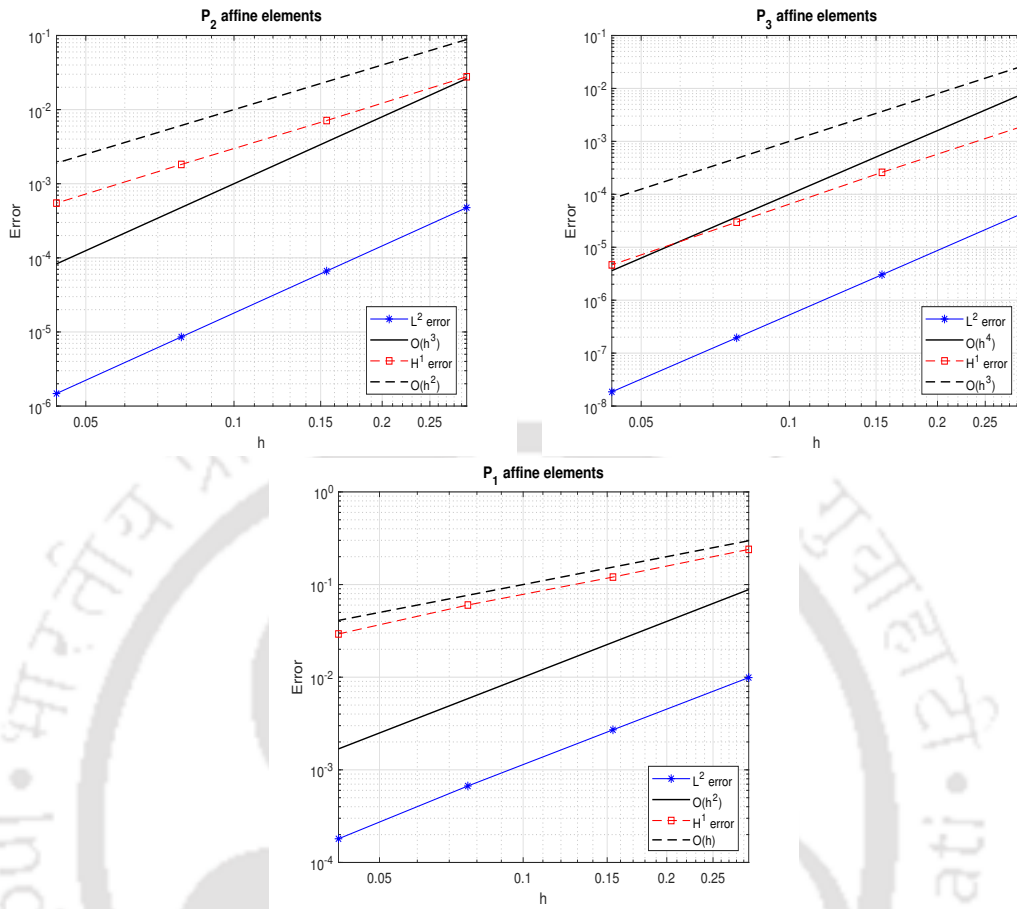 P₂ affine elements
10⁻¹
10⁻²
10⁻³
10⁻⁴
10⁻⁵
10⁻⁶
Error
0.05 0.1 0.15 0.2 0.25
h
L² error
O(h³)
H¹ error
O(h²)
P₃ affine elements
10⁻¹
10⁻²
10⁻³
10⁻⁴
10⁻⁵
10⁻⁶
10⁻⁷
10⁻⁸
Error
0.05 0.1 0.15 0.2 0.25
h
L² error
O(h⁴)
H¹ error
O(h³)
P₁ affine elements
10⁰
10⁻¹
10⁻²
10⁻³
10⁻⁴
Error
0.05 0.1 0.15 0.2 0.25
h
L² error
O(h²)
H¹ error
O(h)